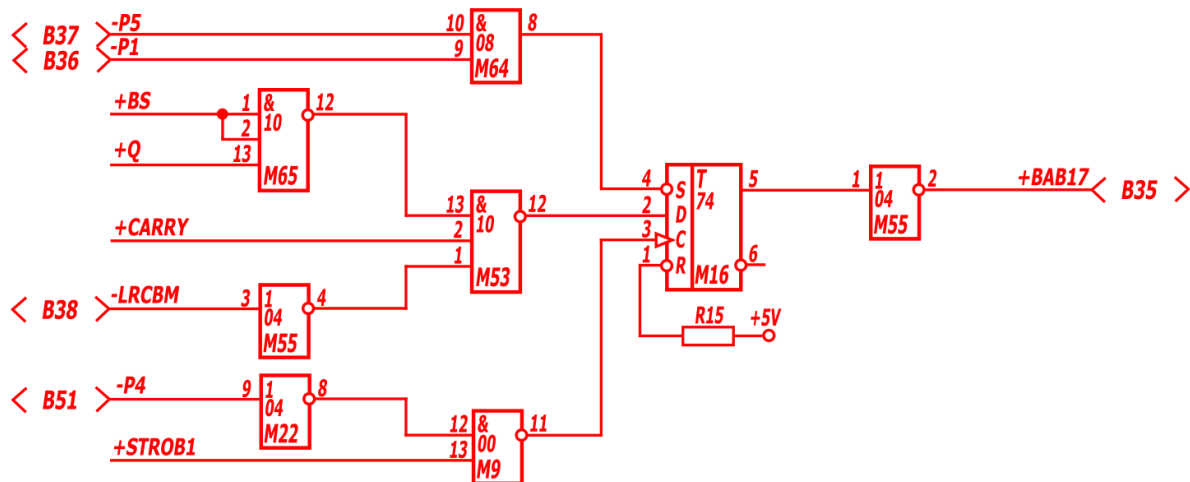 B37 -P5 10 & 08 M64 8
B36 -P1 9
+BS 1 & 10 M65 12
2
+Q 13
13 & 10 M53 12
+CARRY 2
1
B38 -LRCBM 3 1 04 M55 4
B51 -P4 9 1 04 M22 8
12 & 00 M9 11
+STROB1 13
4 S T 74 M16 5
2 D
3 C
1 R 6
R15 +5V
1 1 04 M55 2 +BAB17 B35